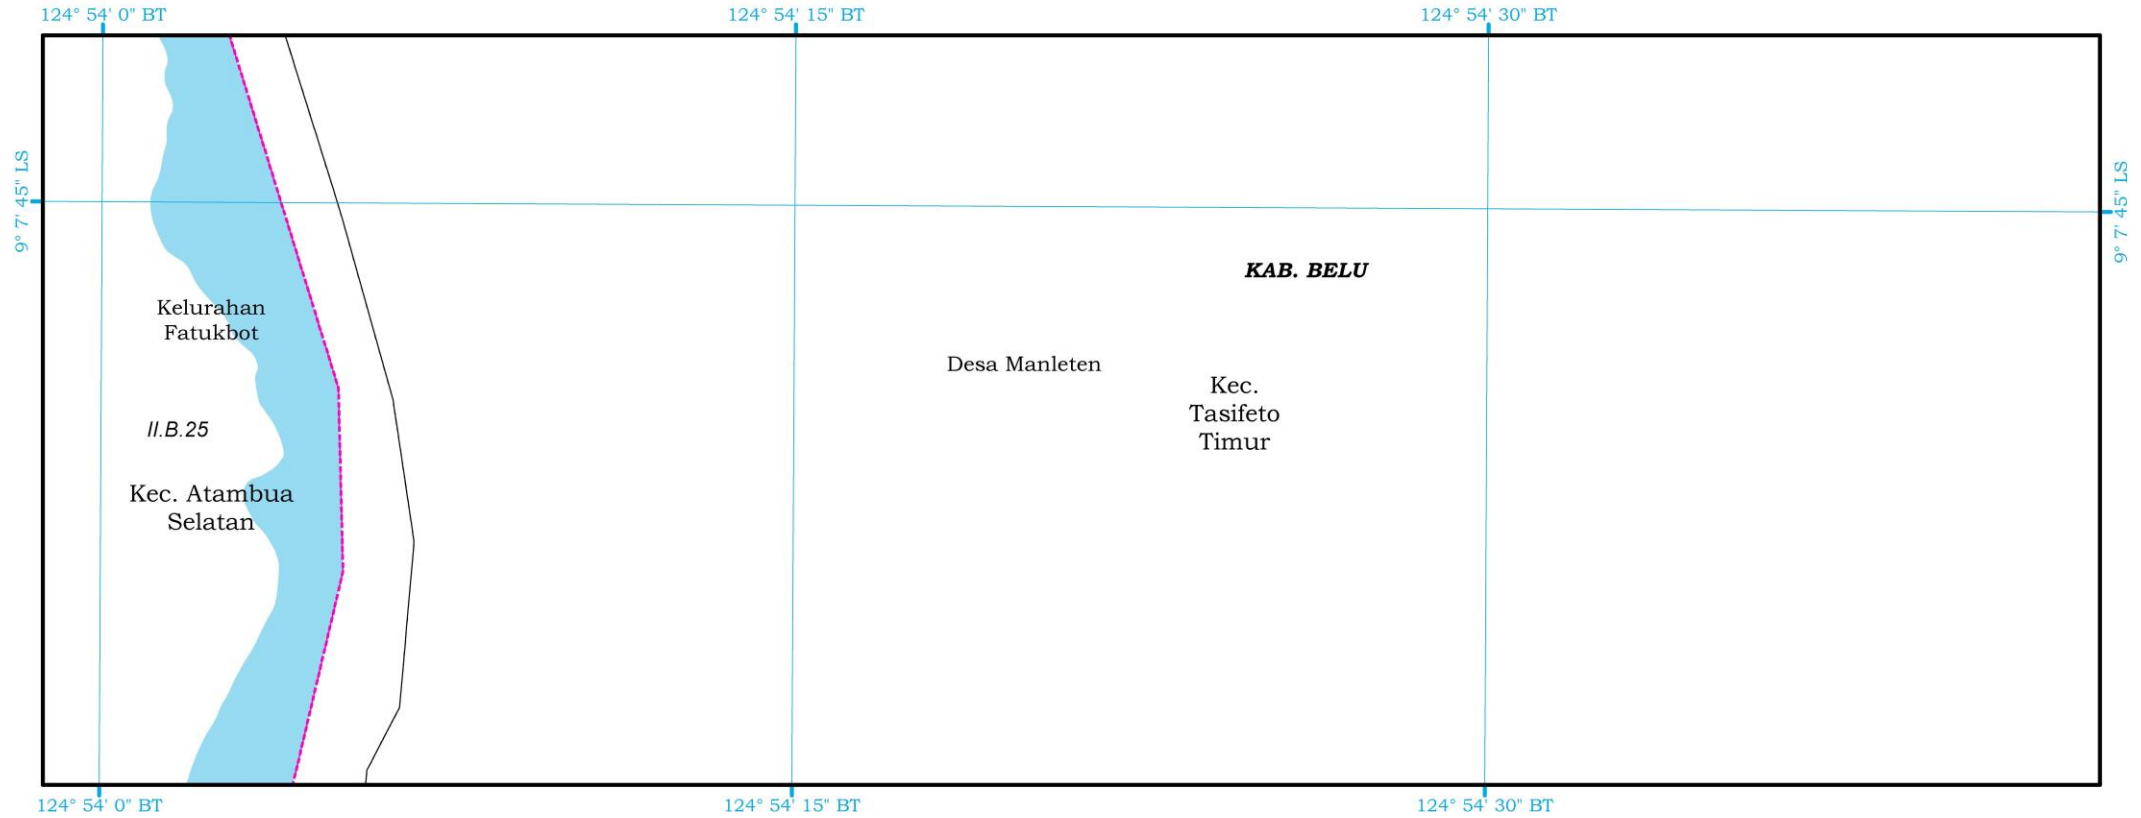 124° 54' 0" BT
124° 54' 15" BT
124° 54' 30" BT
9° 7' 45" LS
9° 7' 45" LS
KAB. BELU
Kelurahan
Fatukbot
Desa Manleten
Kec.
Tasifeto
Timur
II.B.25
Kec. Atambua
Selatan
124° 54' 0" BT
124° 54' 15" BT
124° 54' 30" BT